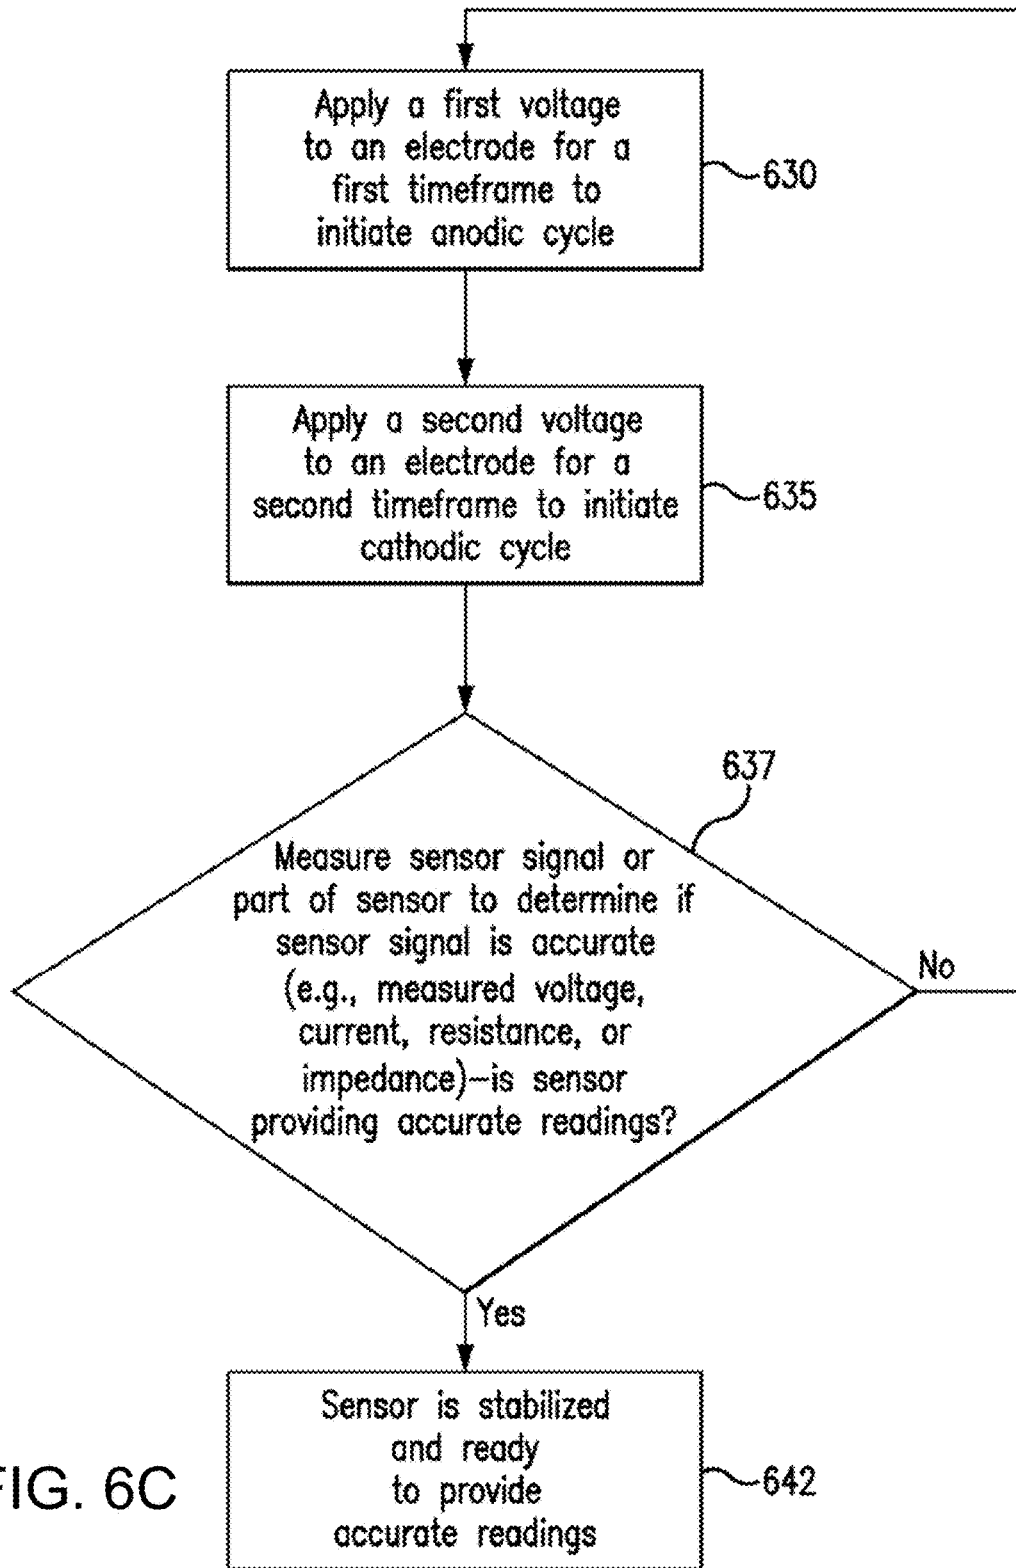 Apply a first voltage
to an electrode for a
first timeframe to
initiate anodic cycle
630
Apply a second voltage
to an electrode for a
second timeframe to initiate
cathodic cycle
635
637
Measure sensor signal or
part of sensor to determine if
sensor signal is accurate
(e.g., measured voltage,
current, resistance, or
impedance)–is sensor
providing accurate readings?
No
Yes
Sensor is stabilized
and ready
to provide
accurate readings
642
FIG. 6C